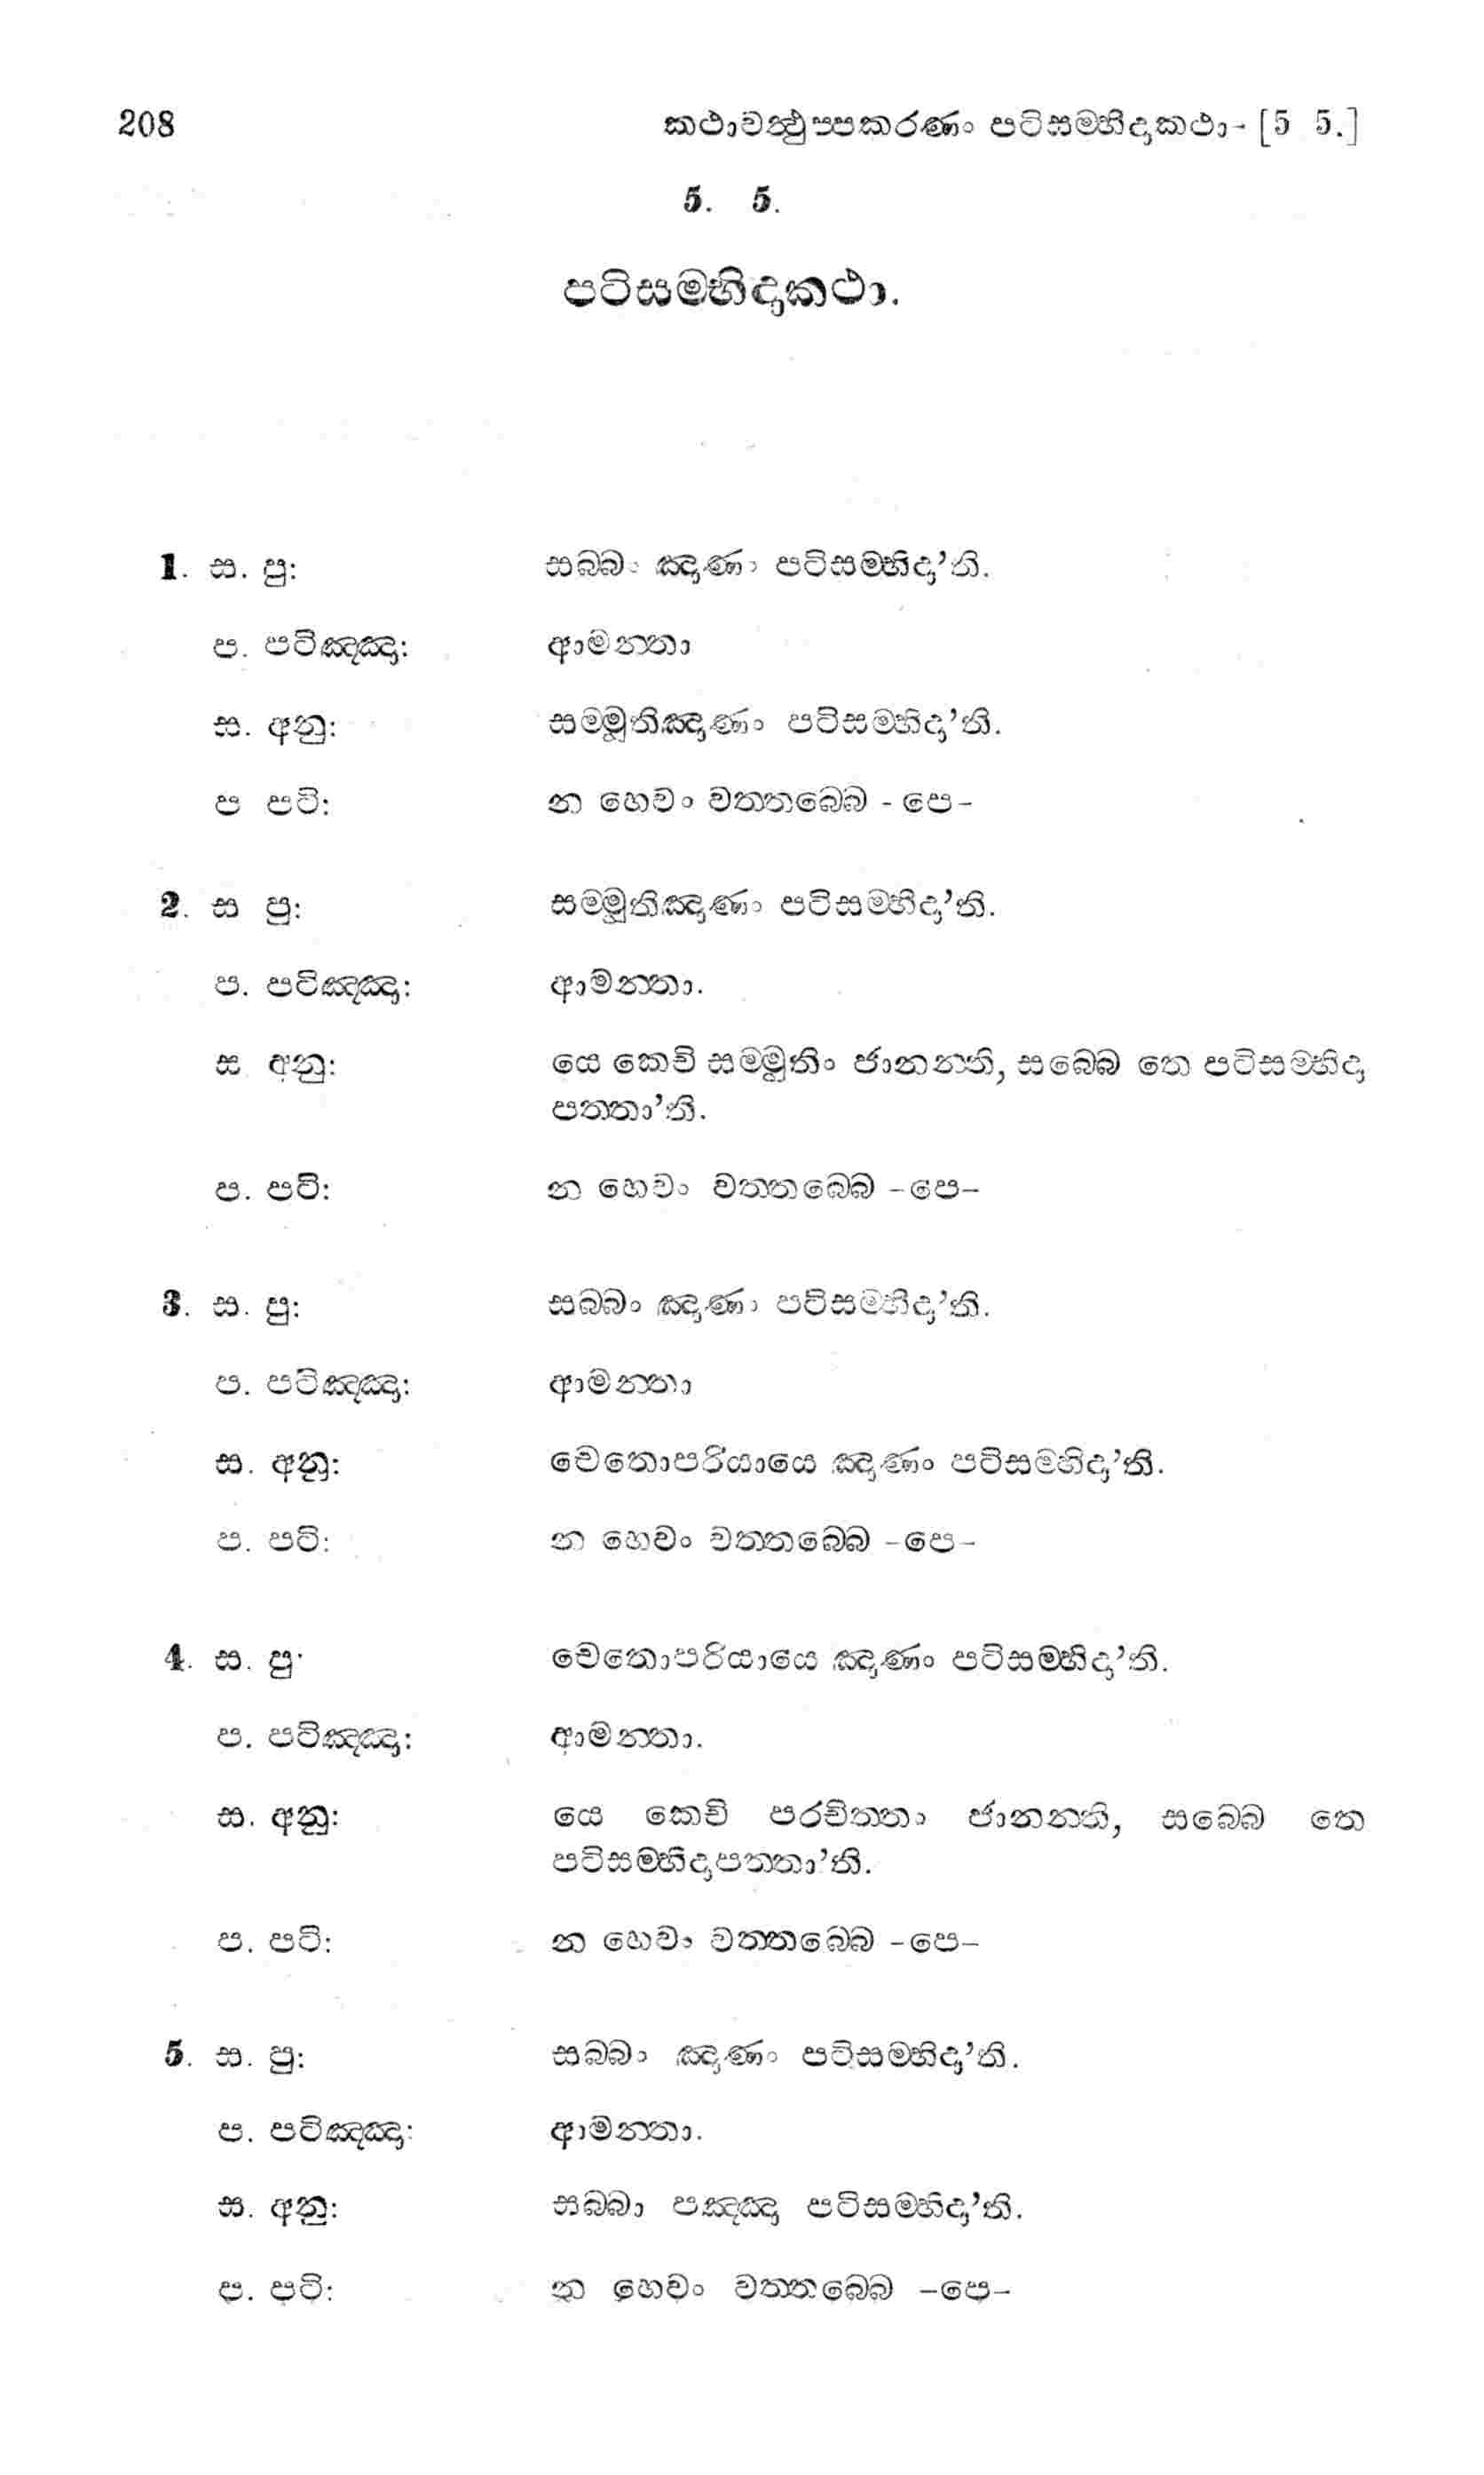 208 කථාවත්ථුප්පකරණං පටිසම්භිදාකථා- [5 5.]
5. 5.
පටිසම්භිදාකථා.
1. ස. පු: සබ්බං ඤාණං පටිසම්භිදා’ති.
ප. පටිඤ්ඤා: ආමන්තා
ස. අනු: සම්මුතිඤාණං පටිසම්භිදා’ති.
ප පටි: න හෙවං වත්තබ්බෙ - පෙ-
2. ස පු: සම්මුතිඤාණං පටිසම්භිදා’ති.
ප. පටිඤ්ඤා: ආමන්තා.
ස. අනු: යෙ කෙචි සම්මුතිං ජානන්ති, සබ්බෙ තෙ පටිසම්භිදා
පත්තා’ති.
ප. පටි: න හෙවං වත්තබ්බෙ -පෙ-
3. ස. පු: සබ්බං ඤාණං පටිසම්භිදා’ති.
ප. පටිඤ්ඤා: ආමන්තා
ස. අනු: චෙතොපරියායෙ ඤාණං පටිසම්භිදා’ති.
ප. පටි: න හෙවං වත්තබ්බෙ -පෙ-
4. ස. පු: චෙතොපරියායෙ ඤාණං පටිසම්භිදා’ති.
ප. පටිඤ්ඤා: ආමන්තා.
ස. අනු: යෙ කෙචි පරචිත්තං ජානන්ති, සබ්බෙ තෙ
පටිසම්භිදාපත්තා’ති.
ප. පටි: න හෙවං වත්තබ්බෙ -පෙ-
5. ස. පු: සබ්බං ඤාණං පටිසම්භිදා’ති.
ප. පටිඤ්ඤා: ආමන්තා.
ස. අනු: සබ්බා පඤ්ඤා පටිසම්භිදා’ති.
ප. පටි: න හෙවං වත්තබ්බෙ -පෙ-